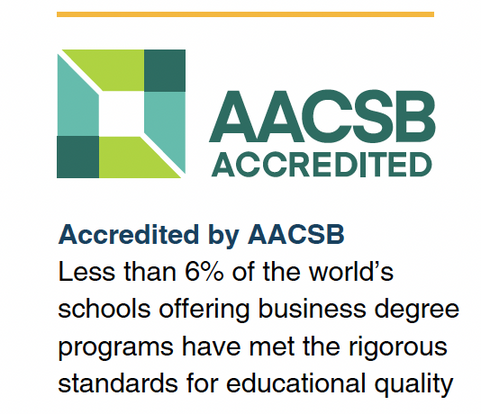 AACSB
ACCREDITED
Accredited by AACSB
Less than 6% of the world’s
schools offering business degree
programs have met the rigorous
standards for educational quality